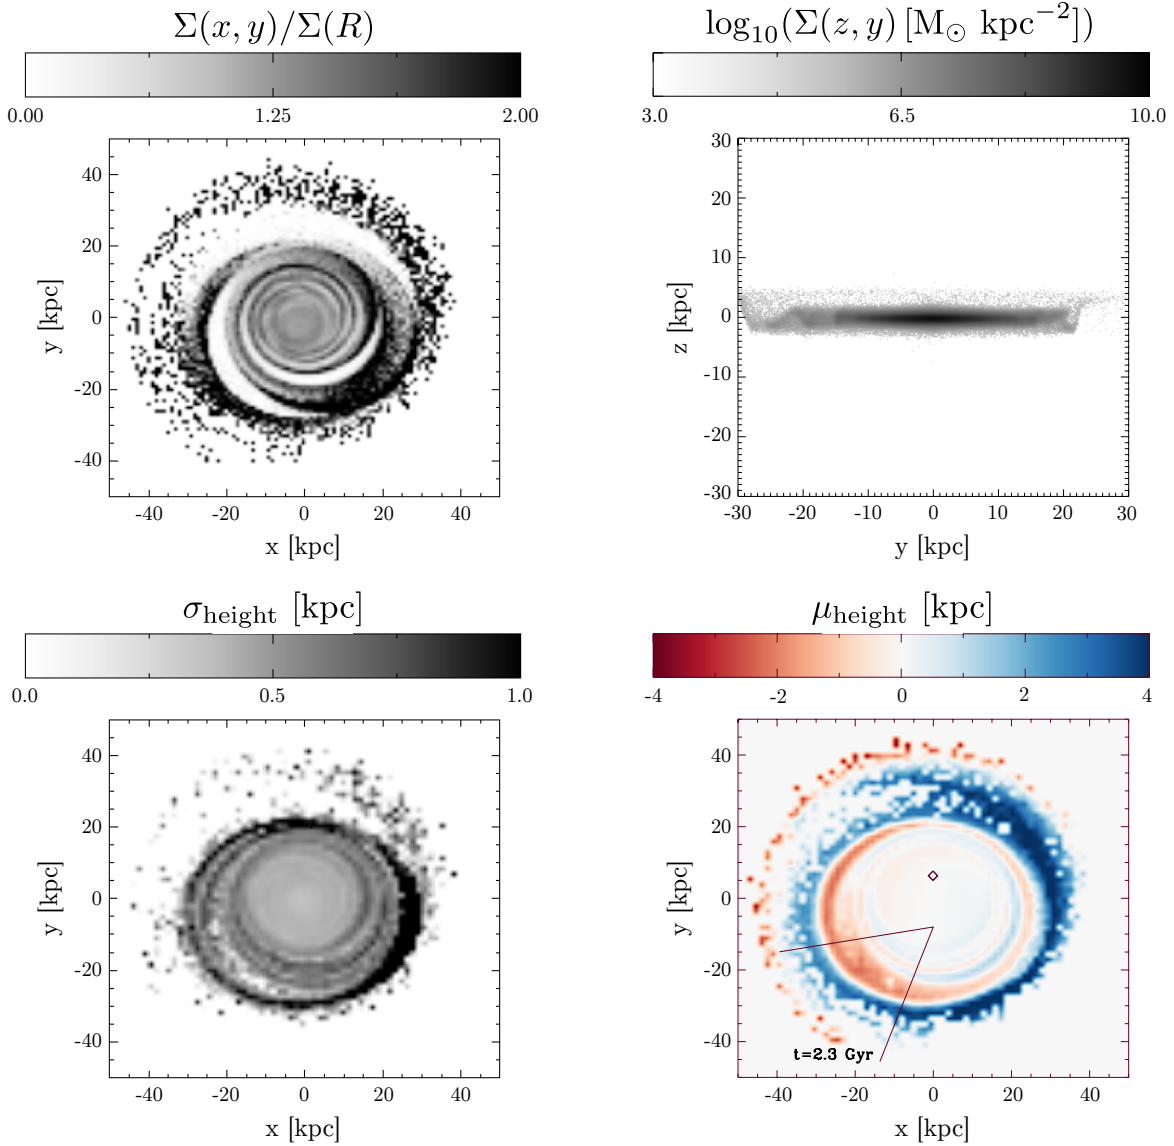 Σ(x, y)/Σ(R)
0.00 1.25 2.00
40
20
0
-20
-40
y [kpc]
-40 -20 0 20 40
x [kpc]
log₁₀(Σ(z, y) [M☉ kpc⁻²])
3.0 6.5 10.0
30
20
10
0
-10
-20
-30
z [kpc]
-30 -20 -10 0 10 20 30
y [kpc]
σheight [kpc]
0.0 0.5 1.0
40
20
0
-20
-40
y [kpc]
-40 -20 0 20 40
x [kpc]
μheight [kpc]
-4 -2 0 2 4
40
20
0
-20
-40
y [kpc]
t=2.3 Gyr
-40 -20 0 20 40
x [kpc]